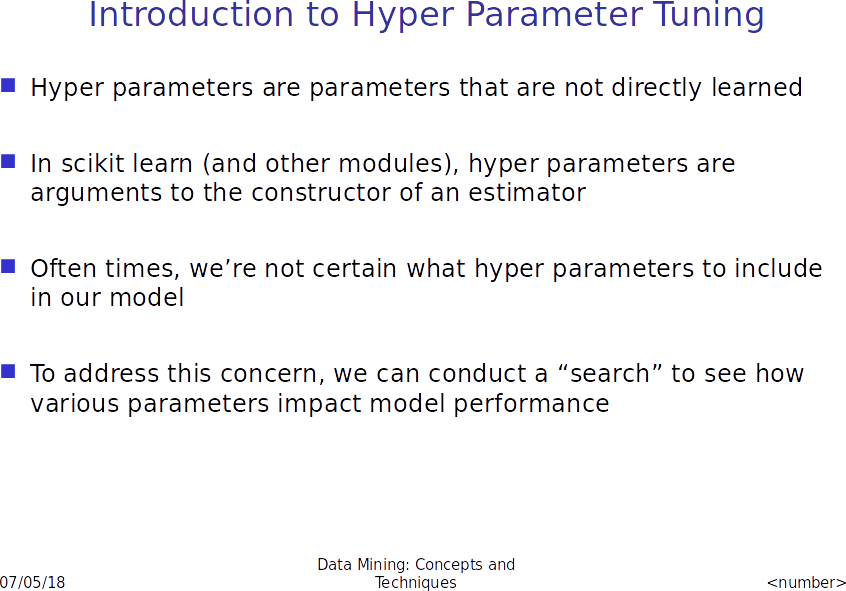 Introduction to Hyper Parameter Tuning
Hyper parameters are parameters that are not directly learned
In scikit learn (and other modules), hyper parameters are
arguments to the constructor of an estimator
Often times, we’re not certain what hyper parameters to include
in our model
To address this concern, we can conduct a “search” to see how
various parameters impact model performance
Data Mining: Concepts and
Techniques
07/05/18
<number>